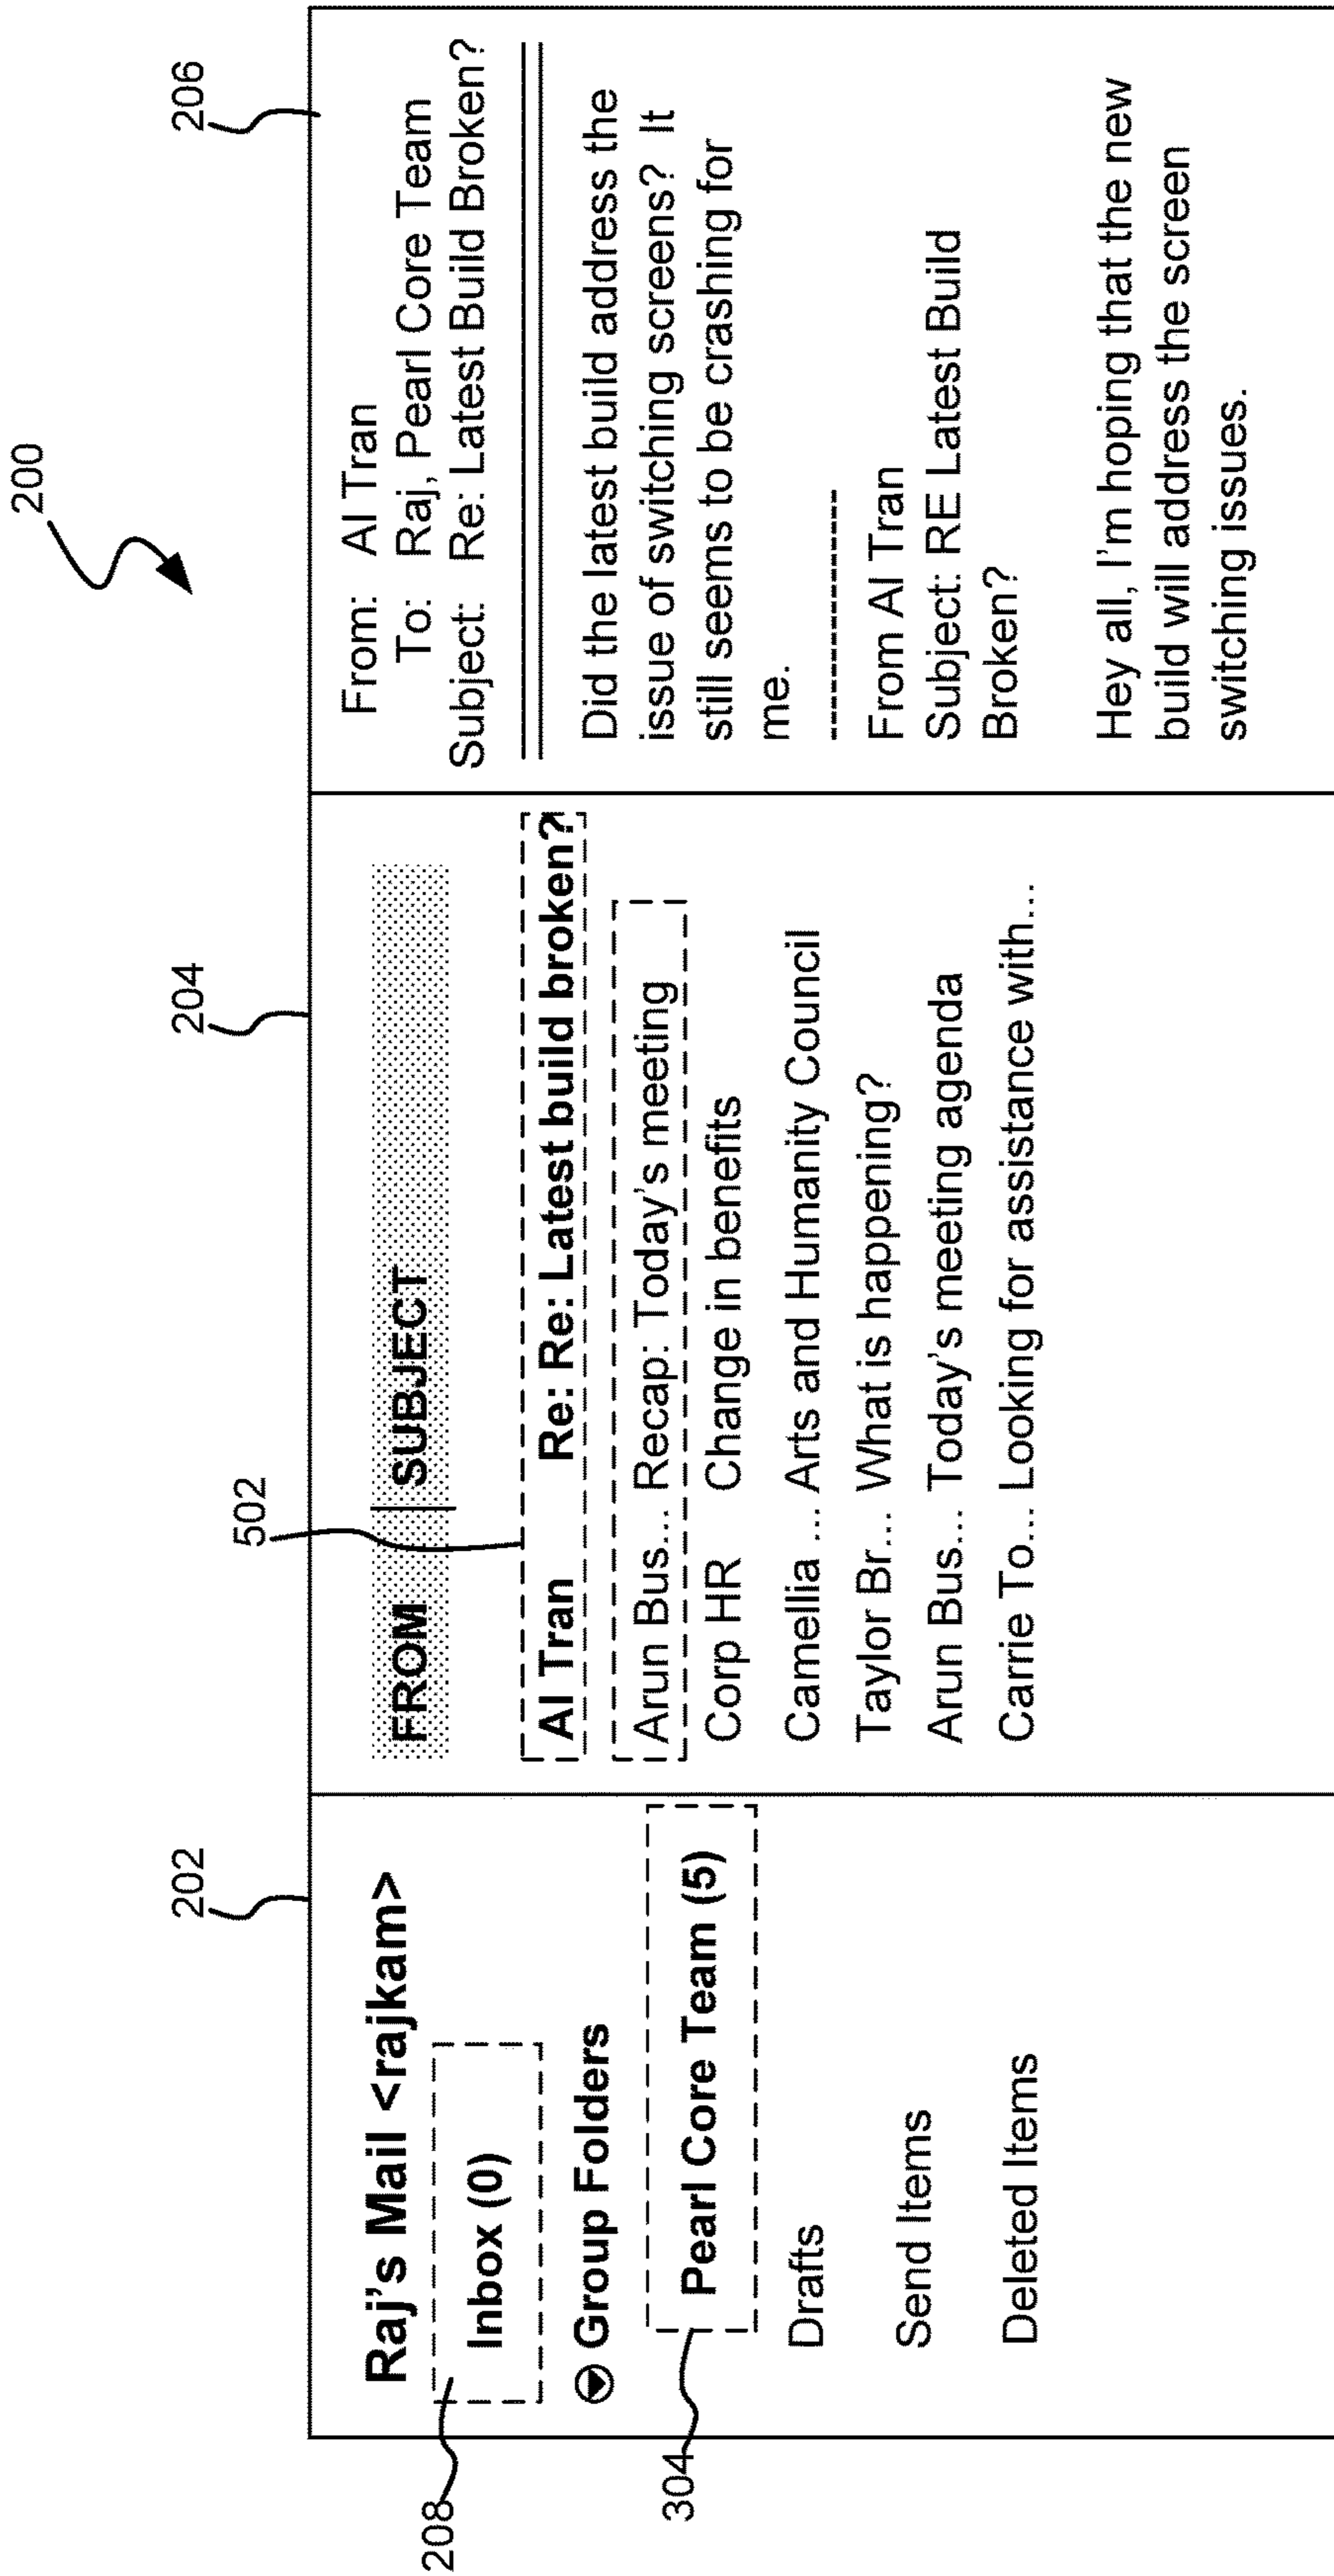 200
202
204
206
208
304
502
Raj's Mail <rajkam>
Inbox (0)
Group Folders
Pearl Core Team (5)
Drafts
Send Items
Deleted Items
FROM SUBJECT
Al Tran Re: Re: Latest build broken?
Arun Bus... Recap: Today's meeting
Corp HR Change in benefits
Camellia ... Arts and Humanity Council
Taylor Br... What is happening?
Arun Bus... Today's meeting agenda
Carrie To... Looking for assistance with...
From: Al Tran
To: Raj, Pearl Core Team
Subject: Re: Latest Build Broken?
Did the latest build address the
issue of switching screens? It
still seems to be crashing for
me.
-------------------
From Al Tran
Subject: RE Latest Build
Broken?
Hey all, I'm hoping that the new
build will address the screen
switching issues.